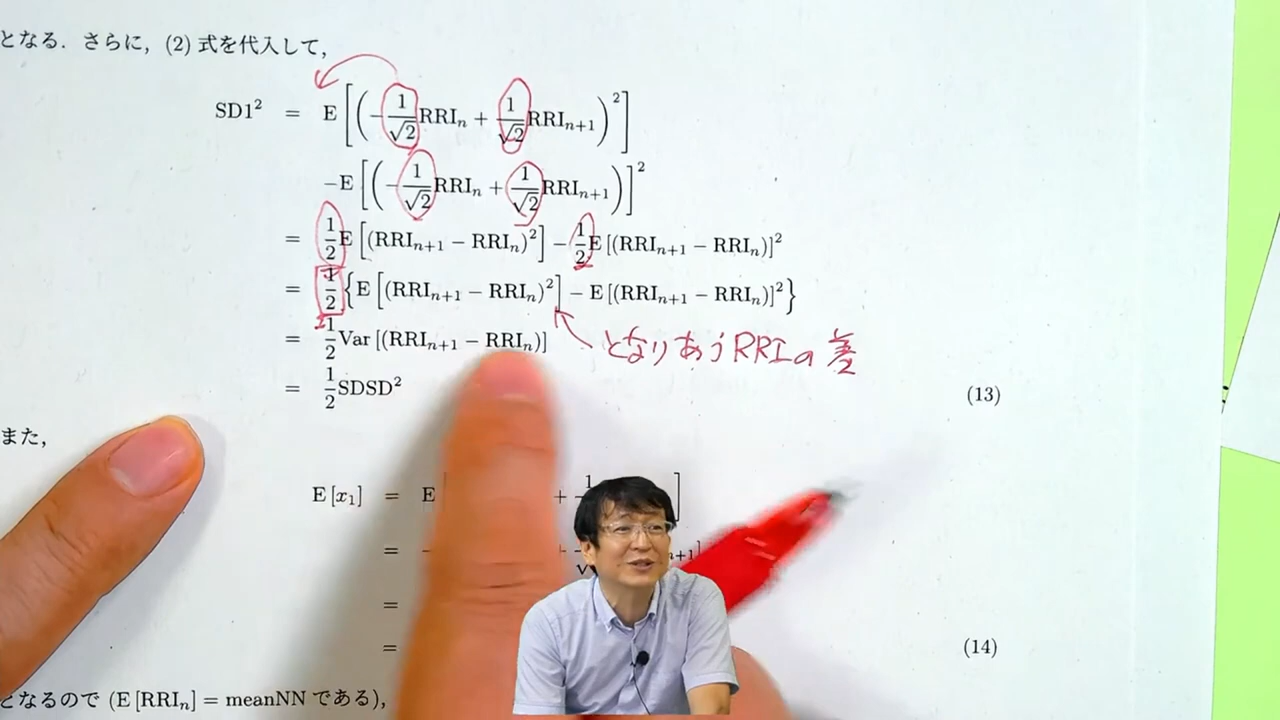 となる．さらに，(2) 式を代入して，
SD1² = E[(−1/√2 RRIₙ + 1/√2 RRIₙ₊₁)²]
−E[(−1/√2 RRIₙ + 1/√2 RRIₙ₊₁)]²
= 1/2 E[(RRIₙ₊₁ − RRIₙ)²] − 1/2 E[(RRIₙ₊₁ − RRIₙ)]²
= 1/2 {E[(RRIₙ₊₁ − RRIₙ)²] − E[(RRIₙ₊₁ − RRIₙ)]²}
= 1/2 Var[(RRIₙ₊₁ − RRIₙ)]
となりあう RRI の 差
= 1/2 SDSD² (13)
また，
E[x₁] = E[ + 1 ]
=
=
= (14)
となるので (E[RRIₙ] = meanNN である)，